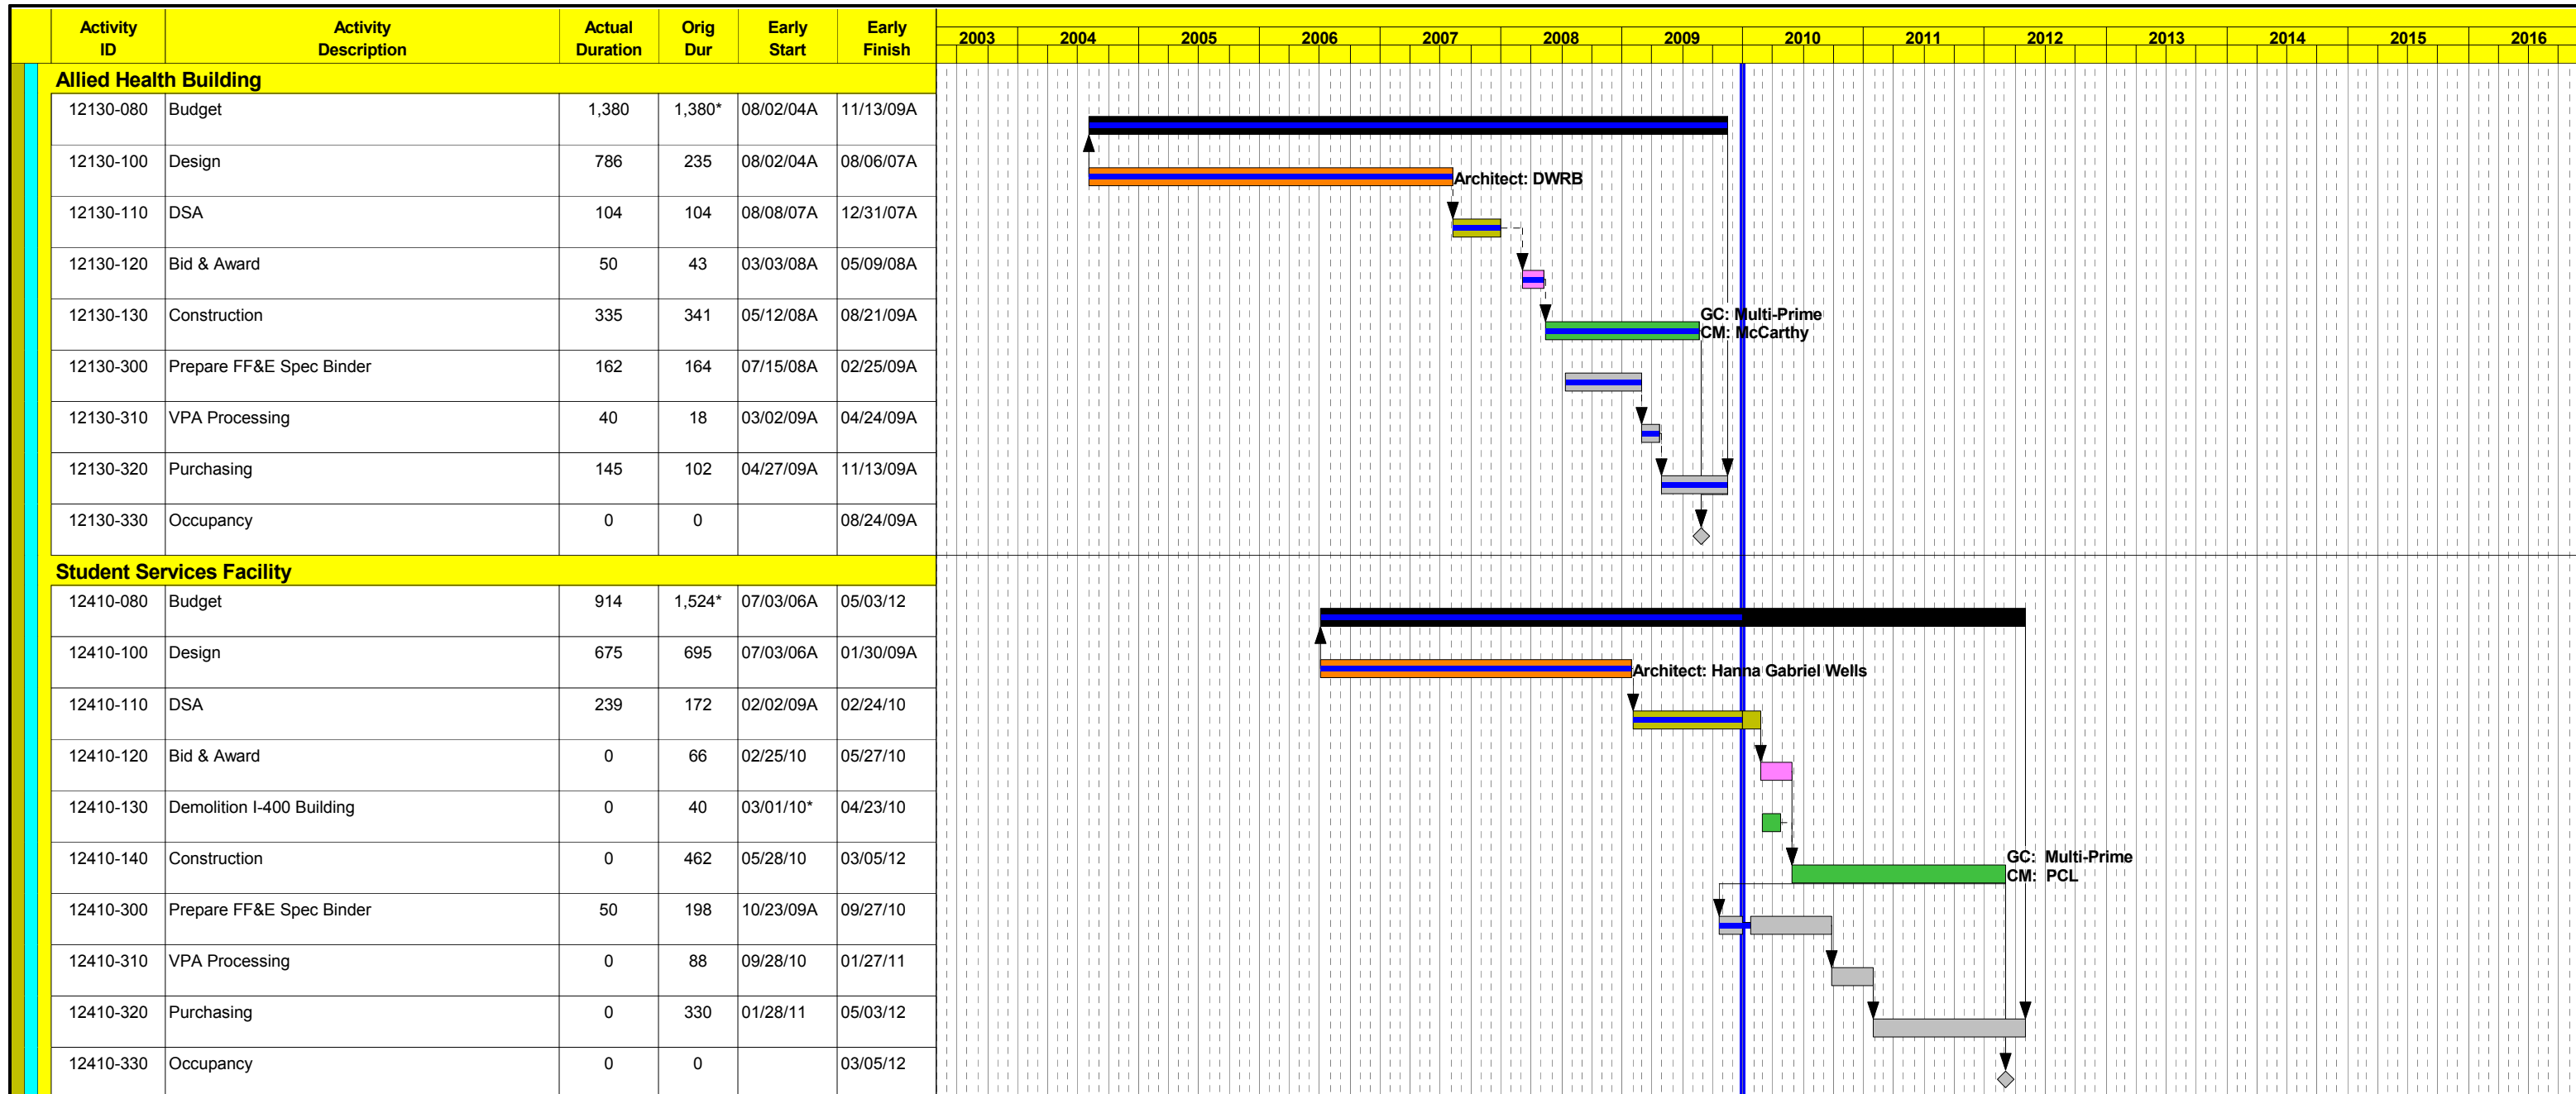 Activity ID Activity Description Actual Duration Orig Dur Early Start Early Finish 2003 2004 2005 2006 2007 2008 2009 2010 2011 2012 2013 2014 2015 2016
Allied Health Building
12130-080 Budget 1,380 1,380* 08/02/04A 11/13/09A
12130-100 Design 786 235 08/02/04A 08/06/07A Architect: DWRB
12130-110 DSA 104 104 08/08/07A 12/31/07A
12130-120 Bid & Award 50 43 03/03/08A 05/09/08A
12130-130 Construction 335 341 05/12/08A 08/21/09A GC: Multi-Prime
CM: McCarthy
12130-300 Prepare FF&E Spec Binder 162 164 07/15/08A 02/25/09A
12130-310 VPA Processing 40 18 03/02/09A 04/24/09A
12130-320 Purchasing 145 102 04/27/09A 11/13/09A
12130-330 Occupancy 0 0 08/24/09A
Student Services Facility
12410-080 Budget 914 1,524* 07/03/06A 05/03/12
12410-100 Design 675 695 07/03/06A 01/30/09A Architect: Hanna Gabriel Wells
12410-110 DSA 239 172 02/02/09A 02/24/10
12410-120 Bid & Award 0 66 02/25/10 05/27/10
12410-130 Demolition I-400 Building 0 40 03/01/10* 04/23/10
12410-140 Construction 0 462 05/28/10 03/05/12 GC: Multi-Prime
CM: PCL
12410-300 Prepare FF&E Spec Binder 50 198 10/23/09A 09/27/10
12410-310 VPA Processing 0 88 09/28/10 01/27/11
12410-320 Purchasing 0 330 01/28/11 05/03/12
12410-330 Occupancy 0 0 03/05/12